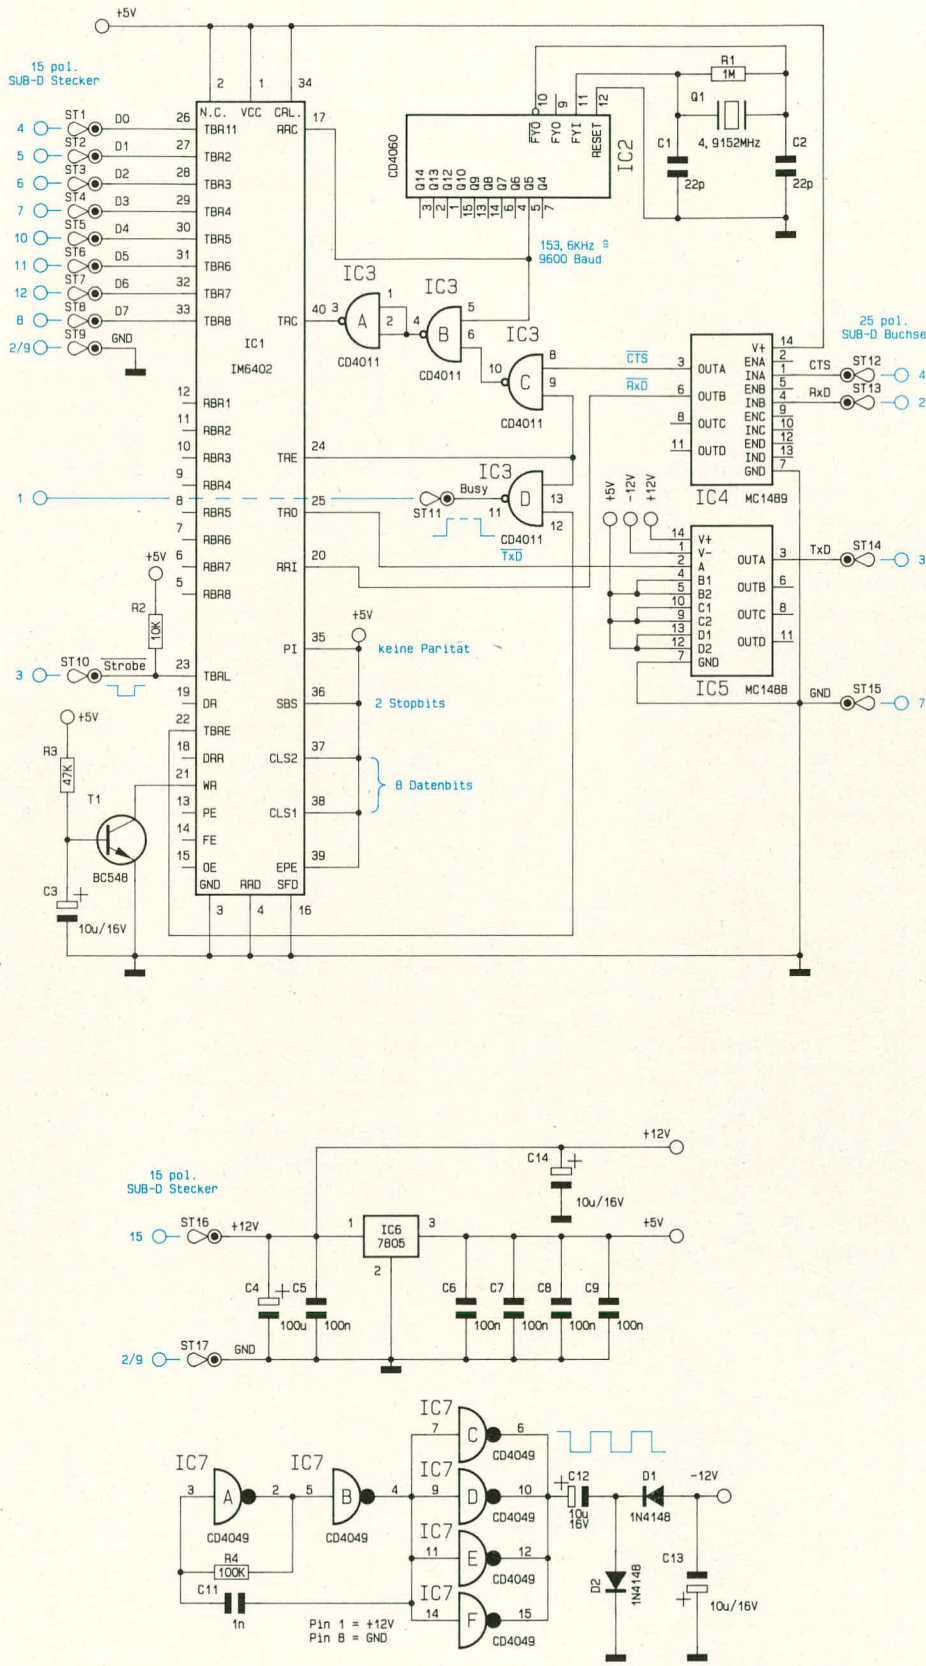 +5V
15 pol.
SUB-D Stecker
2 1 34
N.C. VCC CRL.
4 ST1 D0 26 TBR11
5 ST2 D1 27 TBR2
6 ST3 D2 28 TBR3
7 ST4 D3 29 TBR4
10 ST5 D4 30 TBR5
11 ST6 D5 31 TBR6
12 ST7 D6 32 TBR7
8 ST8 D7 33 TBR8
2/9 ST9 GND
IC1
IM6402
12 RBR1
11 RBR2
10 RBR3
9 RBR4
8 RBR5
7 RBR6
6 RBR7
5 RBR8
1
+5V
R2
10K
3 ST10 Strobe 23 TBRL
19 DR
22 TBRE
18 DRR
21 WR
13 PE
14 FE
15 OE
+5V
R3
47K
T1
BC548
C3 +
10u/16V
GND RRD SFD
3 4 16
RRC 17
TRC 40
TRE 24
TRO 25
RRI 20
PI 35
SBS 36
CLS2 37
CLS1 38
EPE 39
+5V
keine Parität
2 Stopbits
8 Datenbits
CD4060
IC2
10 9 11 12
FYO FYO FYI RESET
Q14 Q13 Q12 Q10 Q9 Q8 Q7 Q6 Q5 Q4
3 2 1 15 13 14 6 4 5 7
R1
1M
Q1
4,9152MHz
C1
22p
C2
22p
153,6KHz ≙
9600 Baud
IC3
3 A 1 2
CD4011
IC3
4 B 5 6
CD4011
IC3
10 C 8 9
CD4011
IC3
11 D 13 12
CD4011
ST11 Busy
TxD
CTS
RxD
3 OUTA
6 OUTB
8 OUTC
11 OUTD
V+ 14
ENA 2
INA 1
ENB 5
INB 4
ENC 9
INC 10
END 12
IND 13
GND 7
IC4 MC1489
25 pol.
SUB-D Buchse
CTS ST12 4
RxD ST13 2
+5V -12V +12V
14 V+
1 V-
2 A
4 B1
5 B2
10 C1
9 C2
13 D1
12 D2
7 GND
OUTA 3
OUTB 6
OUTC 8
OUTD 11
IC5 MC1488
TxD ST14 3
GND ST15 7
15 pol.
SUB-D Stecker
15 ST16 +12V
2/9 ST17 GND
C4 +
100u
C5
100n
1 IC6 3
7805
2
C14 +
10u/16V
+12V
+5V
C6
100n
C7
100n
C8
100n
C9
100n
IC7
3 A 2
CD4049
IC7
5 B 4
CD4049
R4
100K
C11
1n
Pin 1 = +12V
Pin 8 = GND
IC7
7 C 6
CD4049
IC7
9 D 10
CD4049
IC7
11 E 12
CD4049
IC7
14 F 15
CD4049
+ C12
10u
16V
D1
1N4148
-12V
D2
1N4148
C13
+ 10u/16V